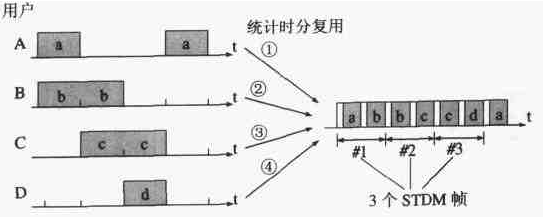 用户
统计时分复用
A a a t ①
B b b t ②
a b b c c d a t
C c c t ③
#1 #2 #3
D d t ④
3 个 STDM 帧